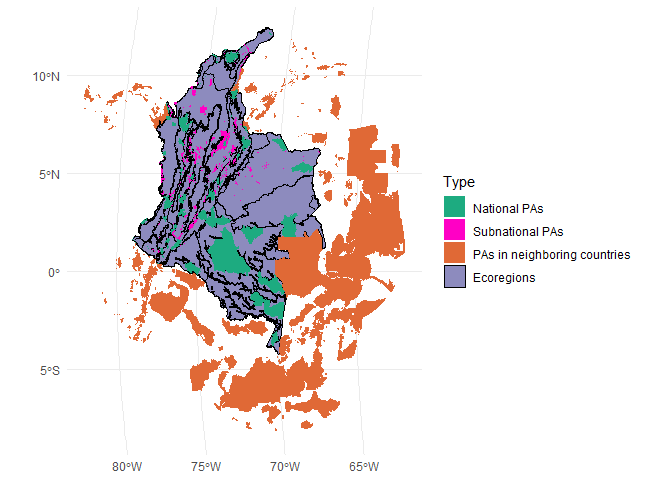 10°N
5°N
0°
5°S
80°W
75°W
70°W
65°W
Type
National PAs
Subnational PAs
PAs in neighboring countries
Ecoregions